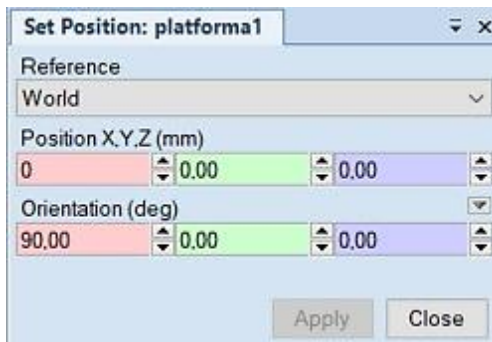 Set Position: platforma1
Reference
World
Position X,Y,Z (mm)
0 0.00 0.00
Orientation (deg)
90,00 0.00 0,00
Apply Close